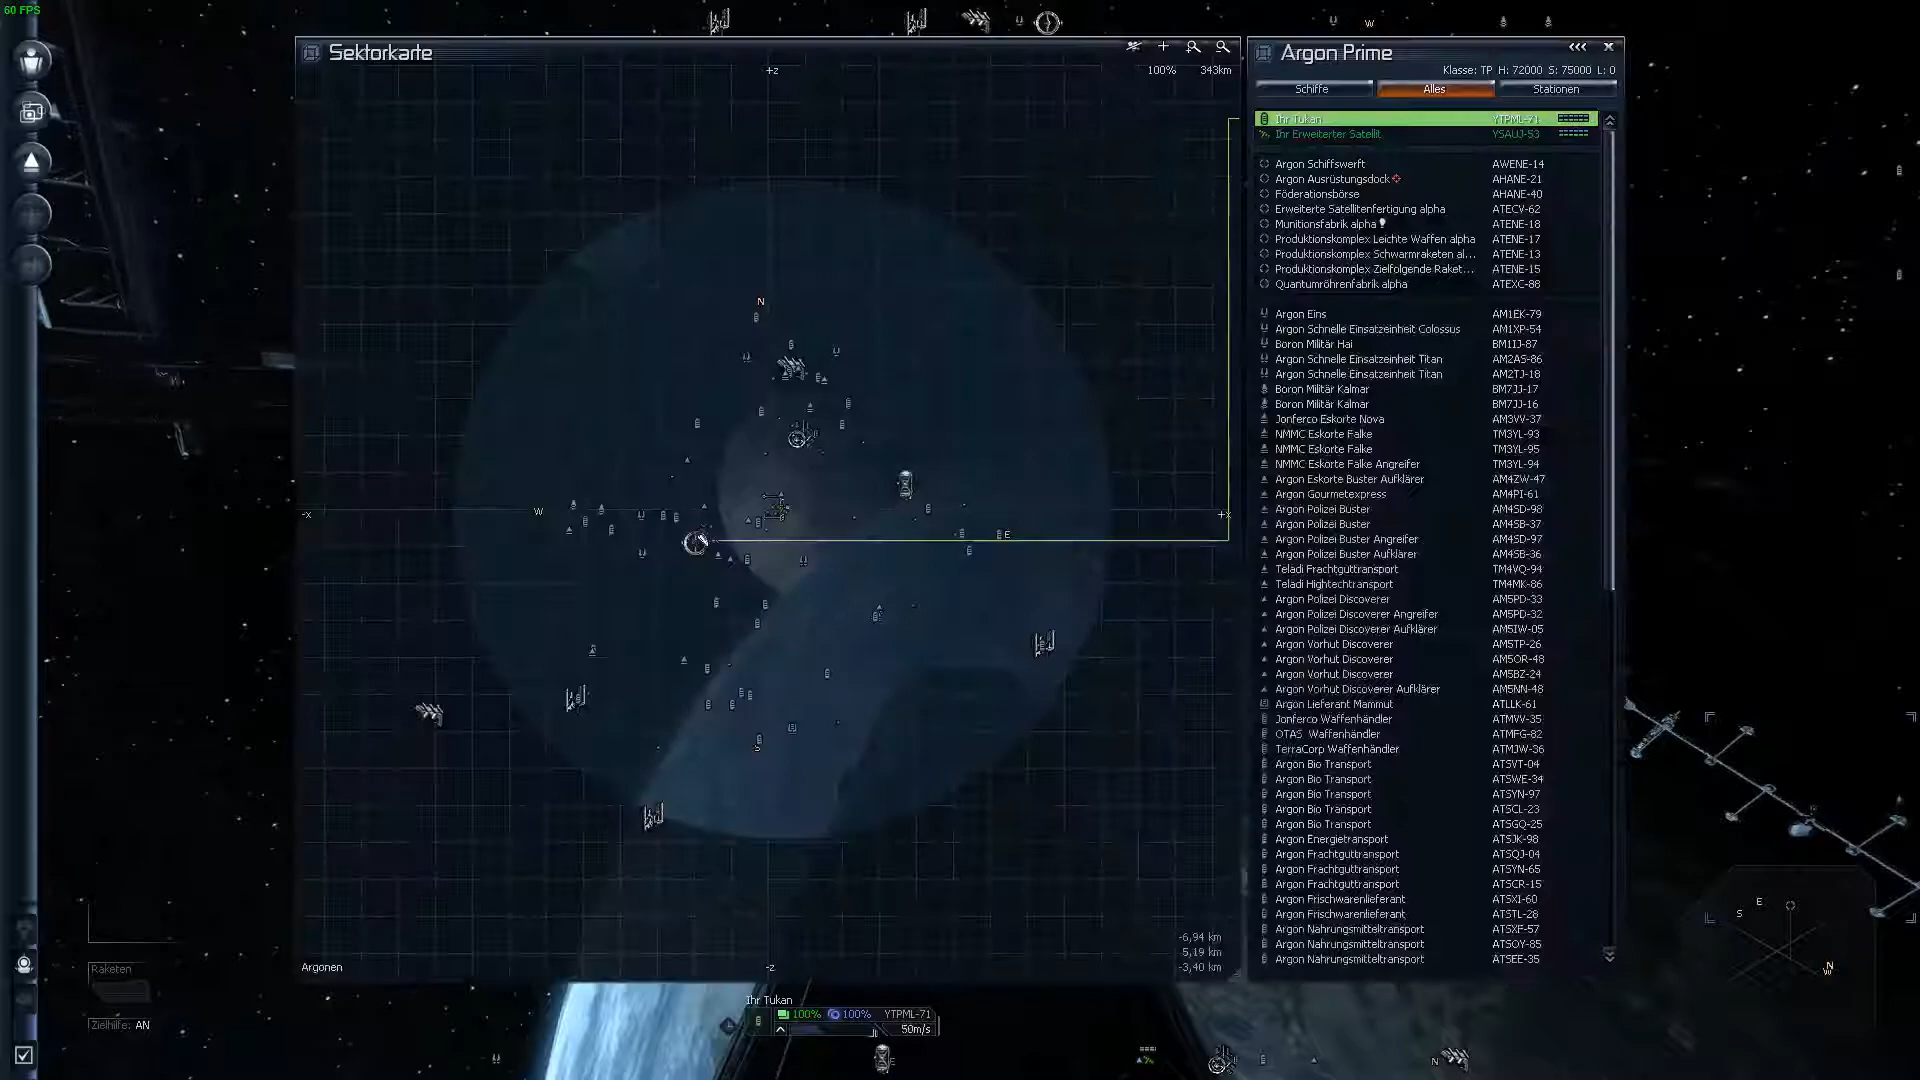 60 FPS
W
Sektorkarte
100% 343km
+z
-x
+x
N
W
E
S
-z
-6,94 km
5,19 km
-3,40 km
Argonen
Argon Prime
Klasse: TP H: 72000 S: 75000 L: 0
Schiffe Alles Stationen
Ihr Tukan YTPML-71
Ihr Erweiterter Satellit YSAUJ-53
Argon Schiffswerft AWENE-14
Argon Ausrüstungsdock AHANE-21
Föderationsbörse AHANE-40
Erweiterte Satellitenfertigung alpha ATECV-62
Munitionsfabrik alpha ATENE-18
Produktionskomplex Leichte Waffen alpha ATENE-17
Produktionskomplex Schwarmraketen al... ATENE-13
Produktionskomplex Zielfolgende Raket... ATENE-15
Quantumröhrenfabrik alpha ATEXC-88
Argon Eins AM1EK-79
Argon Schnelle Einsatzeinheit Colossus AM1XP-54
Boron Militär Hai BM1IJ-87
Argon Schnelle Einsatzeinheit Titan AM2AS-86
Argon Schnelle Einsatzeinheit Titan AM2TJ-18
Boron Militär Kalmar BM7JJ-17
Boron Militär Kalmar BM7JJ-16
Jonferco Eskorte Nova AM3VV-37
NMMC Eskorte Falke TM3YL-93
NMMC Eskorte Falke TM3YL-95
NMMC Eskorte Falke Angreifer TM3YL-94
Argon Eskorte Buster Aufklärer AM4ZW-47
Argon Gourmetexpress AM4PI-61
Argon Polizei Buster AM4SD-98
Argon Polizei Buster AM4SB-37
Argon Polizei Buster Angreifer AM4SD-97
Argon Polizei Buster Aufklärer AM4SB-36
Teladi Frachtguttransport TM4VQ-94
Teladi Hightechtransport TM4MK-86
Argon Polizei Discoverer AM5PD-33
Argon Polizei Discoverer Angreifer AM5PD-32
Argon Polizei Discoverer Aufklärer AM5IW-05
Argon Vorhut Discoverer AM5TP-26
Argon Vorhut Discoverer AM5OR-48
Argon Vorhut Discoverer AM5BZ-24
Argon Vorhut Discoverer Aufklärer AM5NN-48
Argon Lieferant Mammut ATLLK-61
Jonferco Waffenhändler ATMVV-35
OTAS Waffenhändler ATMFG-82
TerraCorp Waffenhändler ATMJW-36
Argon Bio Transport ATSVT-04
Argon Bio Transport ATSWE-34
Argon Bio Transport ATSYN-97
Argon Bio Transport ATSCL-23
Argon Bio Transport ATSGQ-25
Argon Energietransport ATSJK-98
Argon Frachtguttransport ATSQJ-04
Argon Frachtguttransport ATSYN-65
Argon Frachtguttransport ATSCR-15
Argon Frischwarenlieferant ATSXI-60
Argon Frischwarenlieferant ATSTL-28
Argon Nahrungsmitteltransport ATSXF-57
Argon Nahrungsmitteltransport ATSOY-85
Argon Nahrungsmitteltransport ATSEE-35
Raketen
Zielhilfe: AN
Ihr Tukan
100% 100% YTPML-71
50m/s
E
N
S E
N
W